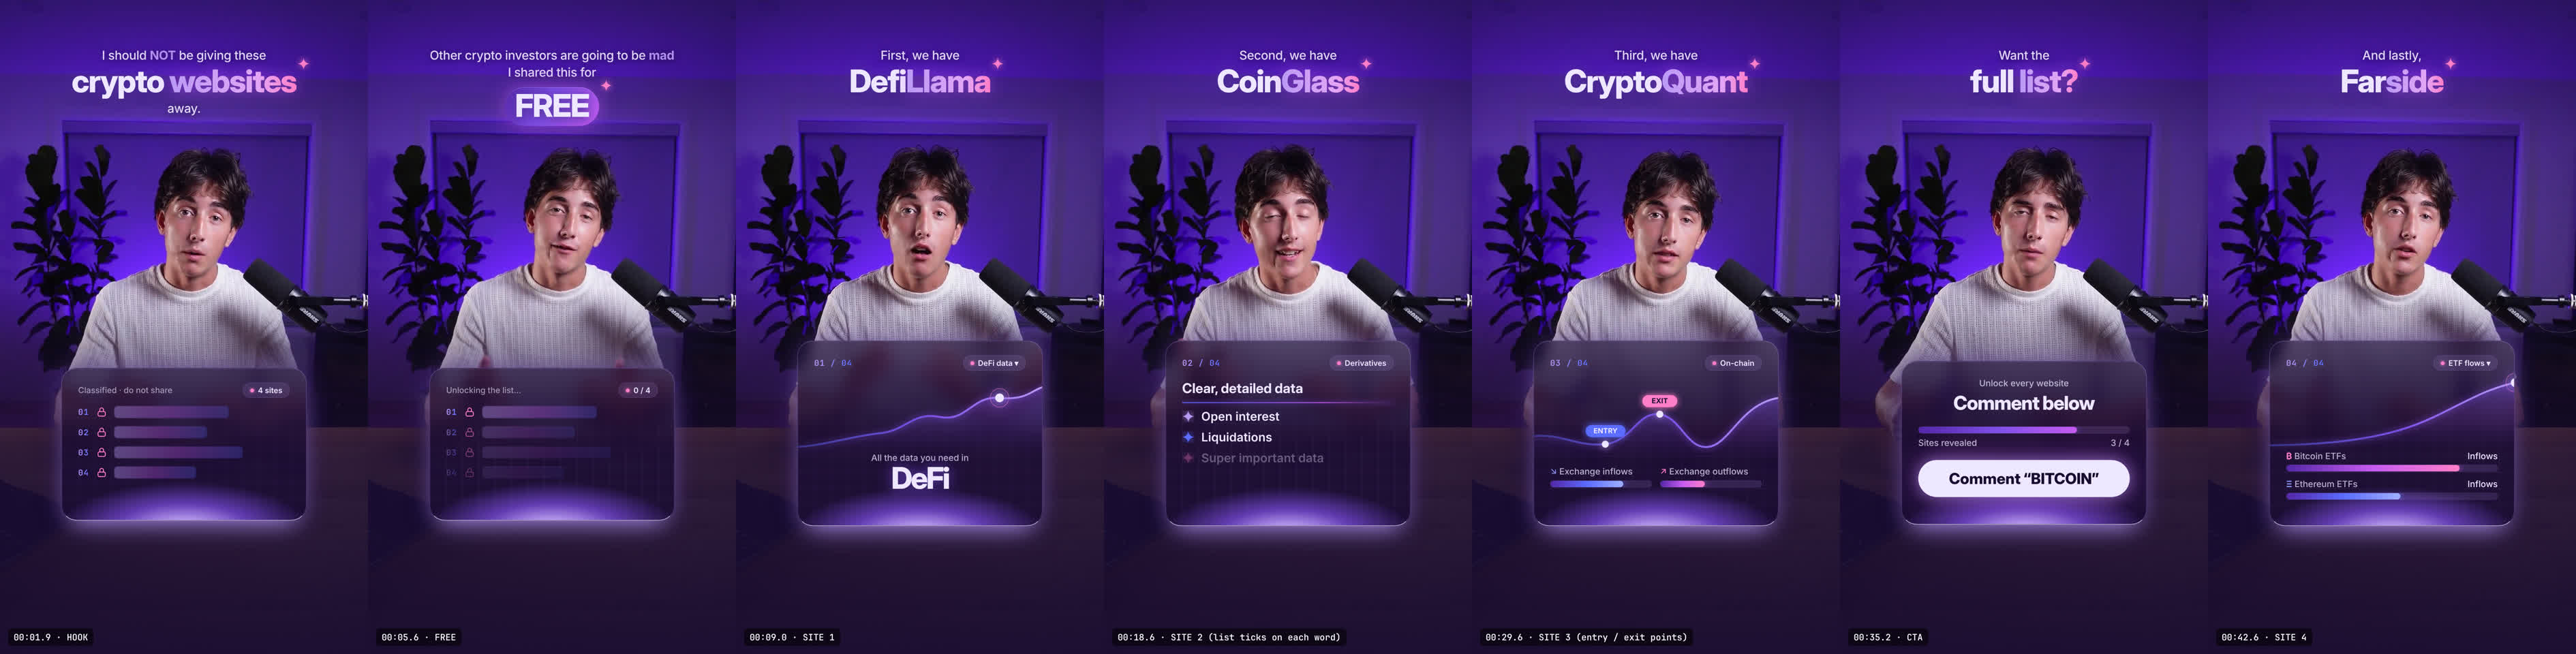 I should NOT be giving these
crypto websites
away.
Classified · do not share
4 sites
01
02
03
04
00:01.9 · HOOK
Other crypto investors are going to be mad
I shared this for
FREE
Unlocking the list...
0 / 4
01
02
03
04
00:05.6 · FREE
First, we have
DefiLlama
01 / 04
DeFi data ▾
All the data you need in
DeFi
00:09.0 · SITE 1
Second, we have
CoinGlass
02 / 04
Derivatives
Clear, detailed data
Open interest
Liquidations
Super important data
00:18.6 · SITE 2 (list ticks on each word)
Third, we have
CryptoQuant
03 / 04
On-chain
EXIT
ENTRY
↘ Exchange inflows
↗ Exchange outflows
00:29.6 · SITE 3 (entry / exit points)
Want the
full list?
Unlock every website
Comment below
Sites revealed
3 / 4
Comment “BITCOIN”
00:35.2 · CTA
And lastly,
Farside
04 / 04
ETF flows ▾
Bitcoin ETFs
Inflows
Ethereum ETFs
Inflows
00:42.6 · SITE 4